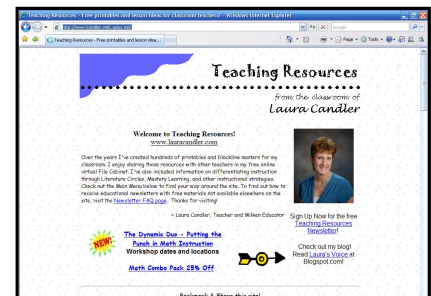 Teaching Resources - Free printables and lesson ideas for classroom teachers! - Windows Internet Explorer
Google
Teaching Resources - Free printables and lesson idea...
Page
Tools
Teaching Resources
from the classroom of
Laura Candler
Welcome to Teaching Resources!
www.lauracandler.com
Over the years I've created hundreds of printables and blackline masters for my
classroom. I enjoy sharing those resources with other teachers in my free online
virtual File Cabinet. I've also included information on differentiating instruction
through Literature Circles, Mastery Learning, and other instructional strategies.
Check out the Main Menu below to find your way around the site. To find out how to
receive educational newsletters with free materials not available elsewhere on the
site, visit the Newsletter FAQ page. Thanks for visiting!
~ Laura Candler, Teacher and Milken Educator
NEW!
The Dynamic Duo - Putting the
Punch in Math Instruction
Workshop dates and locations
Math Combo Pack 25% Off
Sign Up Now for the free
Teaching Resources
Newsletter!
Check out my blog!
Read Laura's Voice at
Blogspot.com!
Bookmark & Share this site!